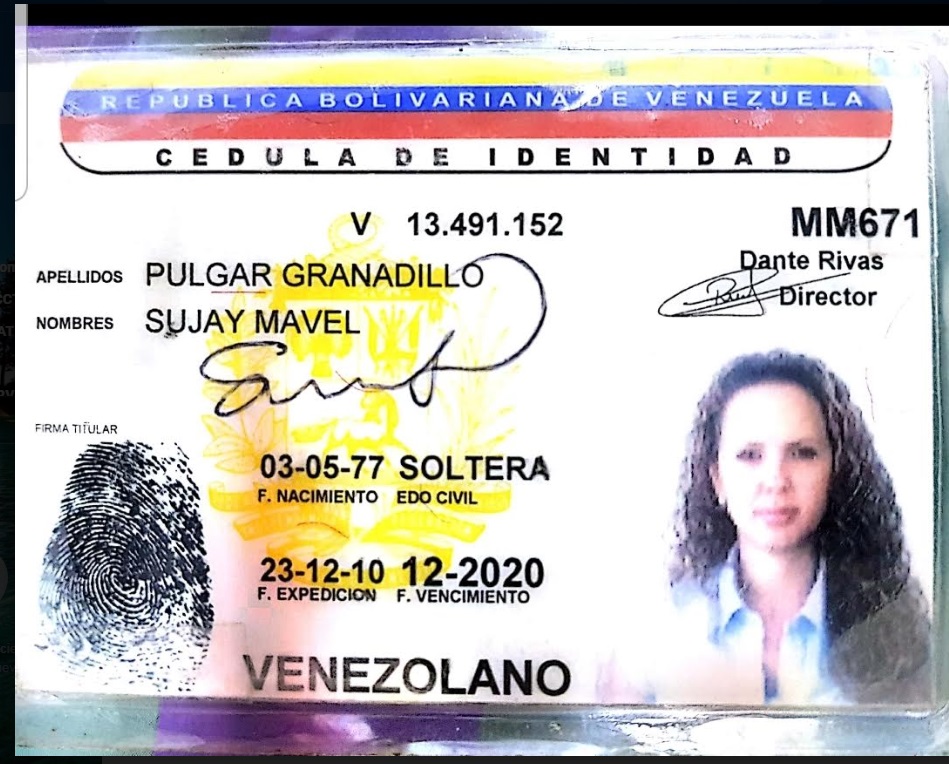 REPUBLICA BOLIVARIANA DE VENEZUELA
CEDULA DE IDENTIDAD
V 13.491.152
MM671
Dante Rivas
Director
APELLIDOS PULGAR GRANADILLO
NOMBRES SUJAY MAVEL
FIRMA TITULAR
03-05-77 SOLTERA
F. NACIMIENTO EDO CIVIL
23-12-10 12-2020
F. EXPEDICION F. VENCIMIENTO
VENEZOLANO